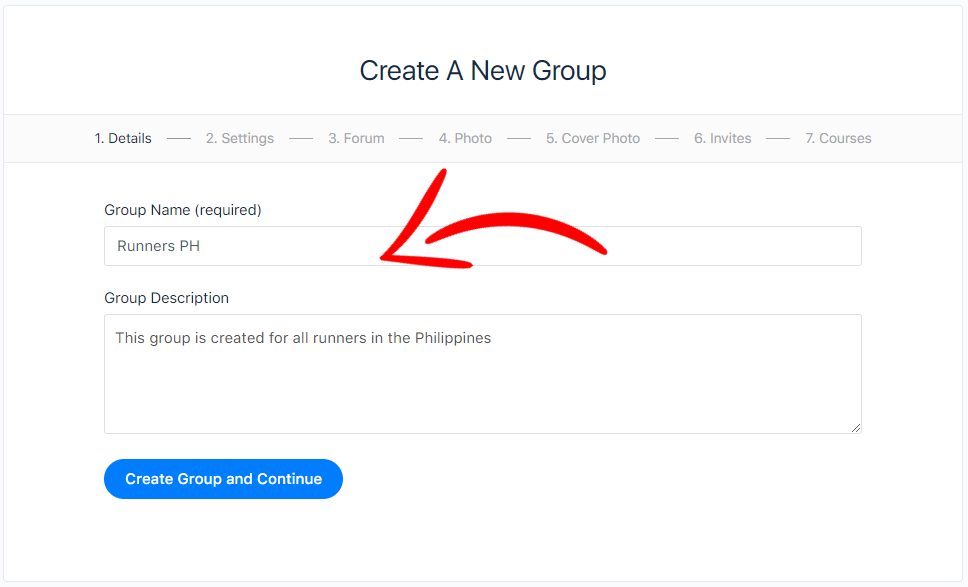 Create A New Group
1. Details 2. Settings 3. Forum 4. Photo 5. Cover Photo 6. Invites 7. Courses
Group Name (required)
Runners PH
Group Description
This group is created for all runners in the Philippines
Create Group and Continue